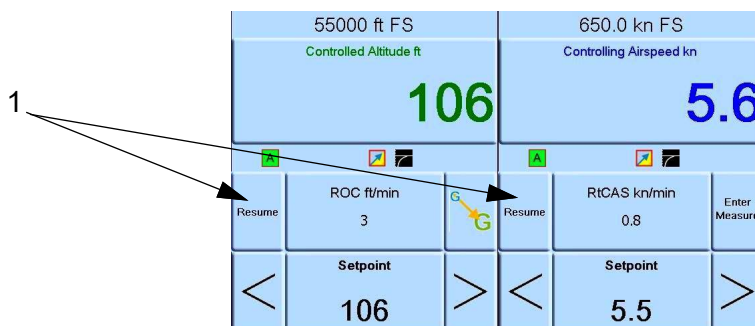 55000 ft FS 650.0 kn FS
Controlled Altitude ft Controlling Airspeed kn
106 5.6
1
A A
Resume ROC ft/min 3 G G Resume RtCAS kn/min 0.8 Enter Measure
< Setpoint 106 > < Setpoint 5.5 >